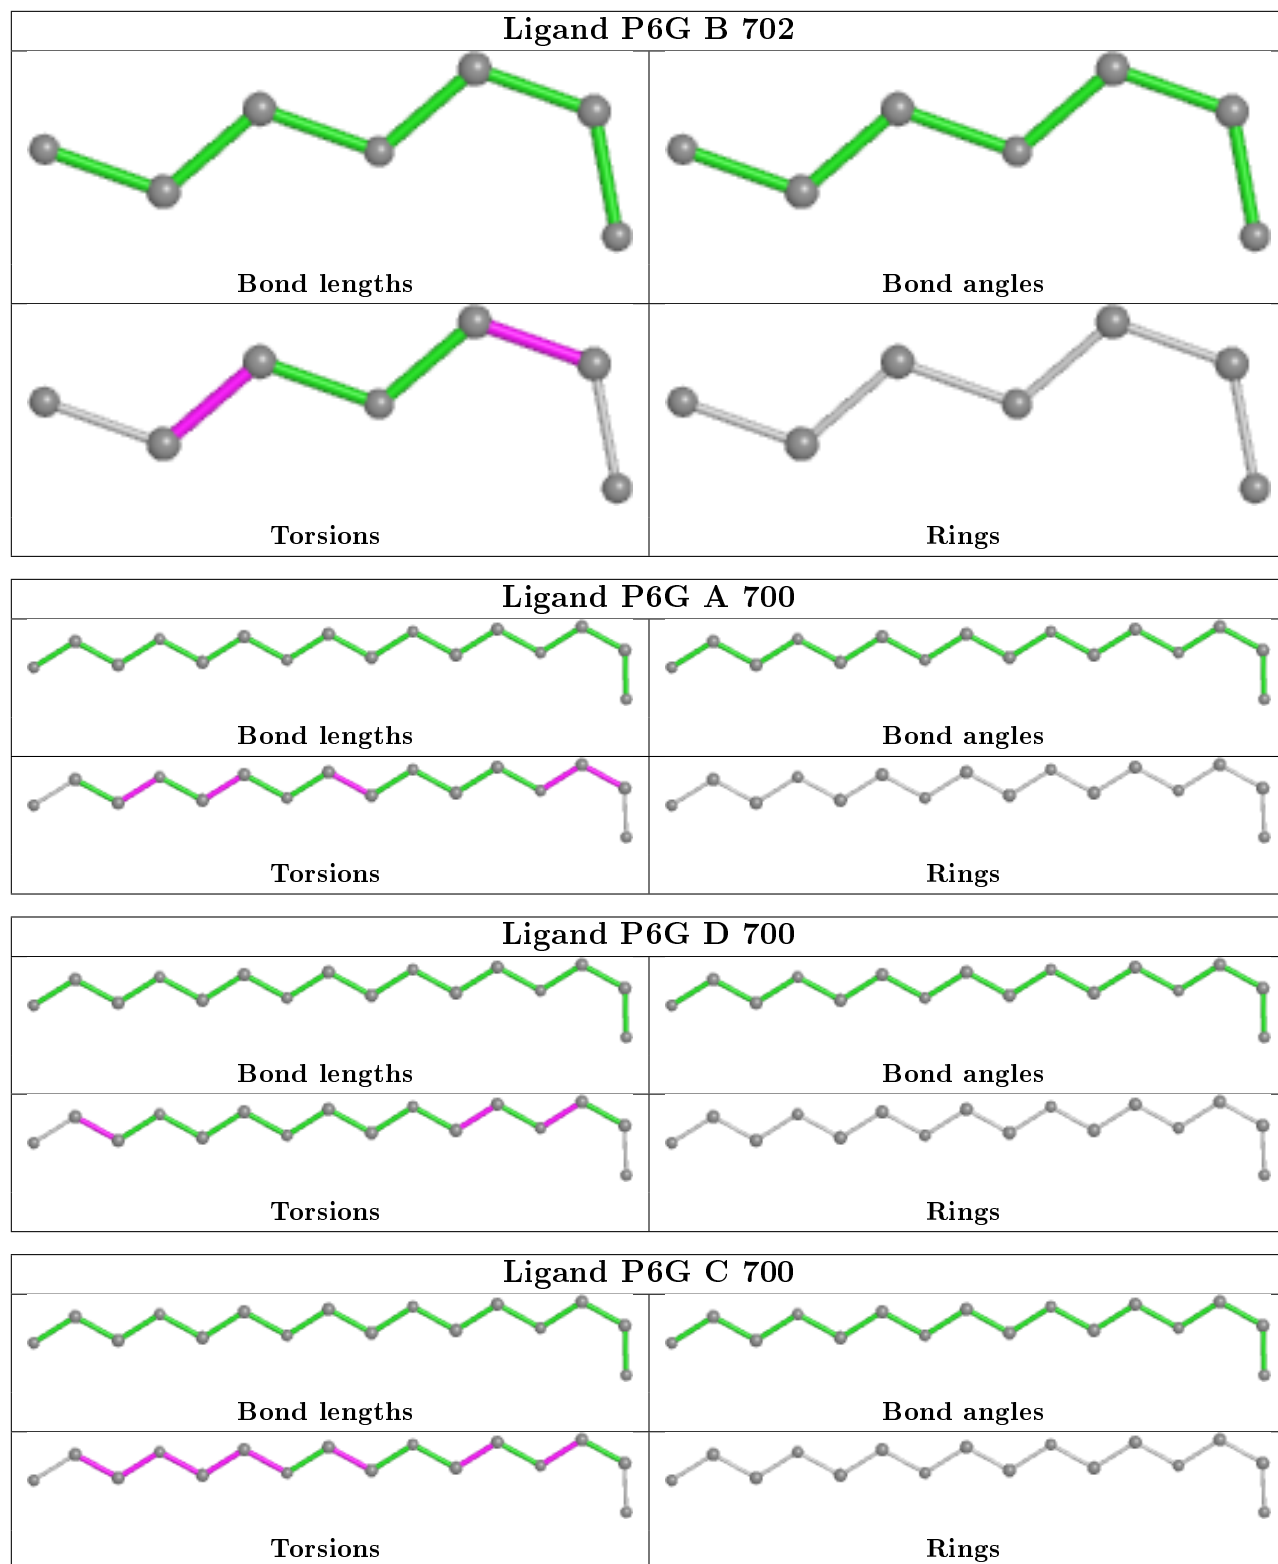 Ligand P6G B 702
Bond lengths
Bond angles
Torsions
Rings
Ligand P6G A 700
Bond lengths
Bond angles
Torsions
Rings
Ligand P6G D 700
Bond lengths
Bond angles
Torsions
Rings
Ligand P6G C 700
Bond lengths
Bond angles
Torsions
Rings